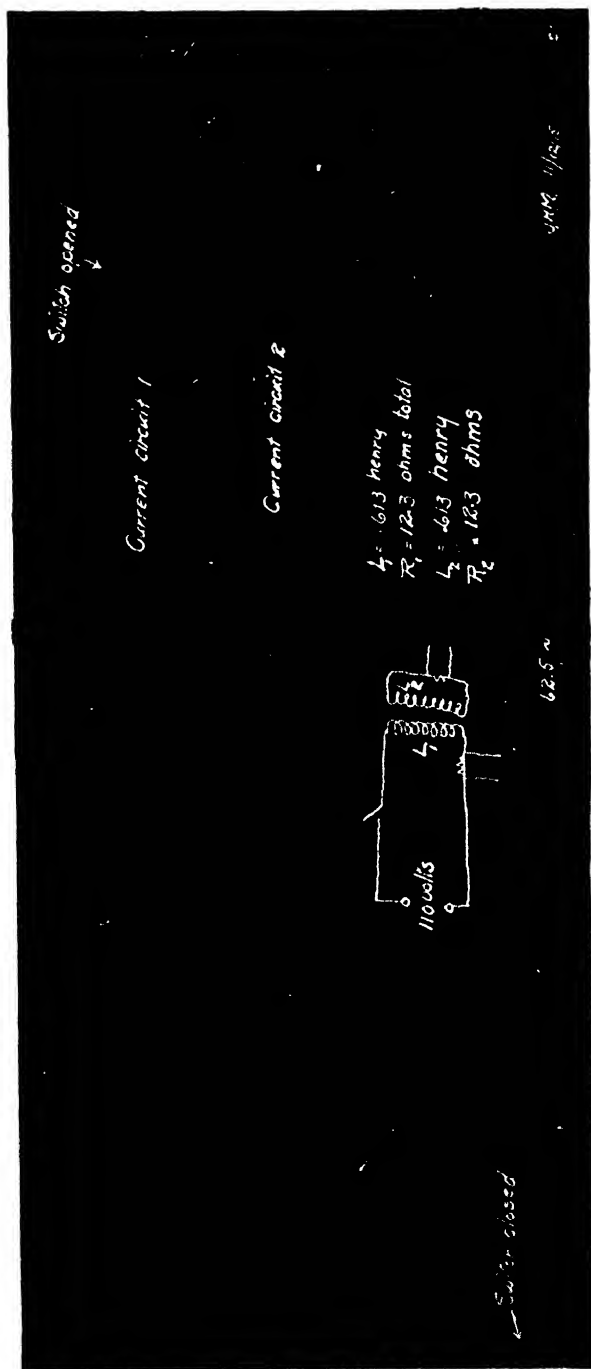 Switch opened
Current circuit 1
Current circuit 2
L₁ = .613 henry
R₁ = 12.3 ohms total
L₂ = .613 henry
R₂ = 12.3 ohms
L₂
L₁
110 volts
62.5 ~
Switch closed